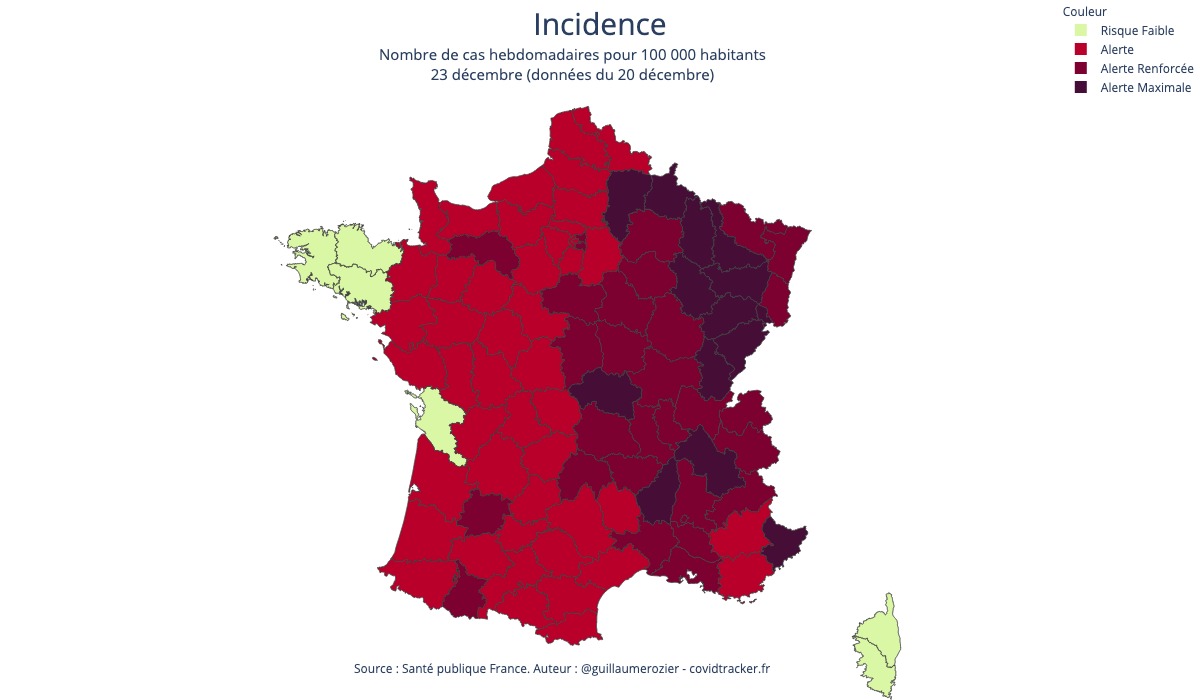 Incidence
Nombre de cas hebdomadaires pour 100 000 habitants
23 décembre (données du 20 décembre)
Couleur
Risque Faible
Alerte
Alerte Renforcée
Alerte Maximale
Source : Santé publique France. Auteur : @guillaumerozier - covidtracker.fr